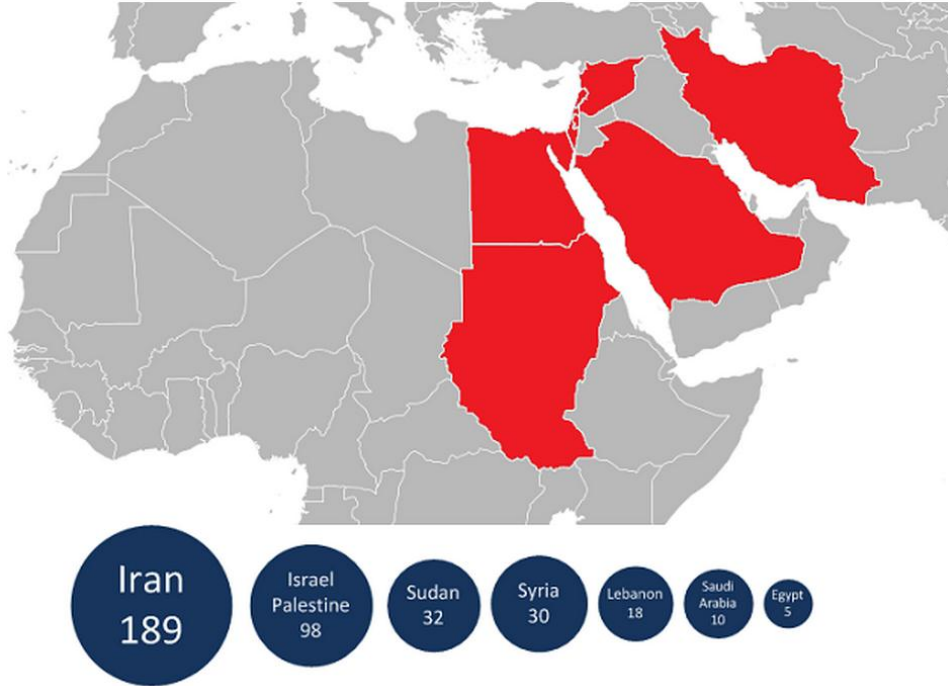 Iran
189
Israel
Palestine
98
Sudan
32
Syria
30
Lebanon
18
Saudi
Arabia
10
Egypt
5